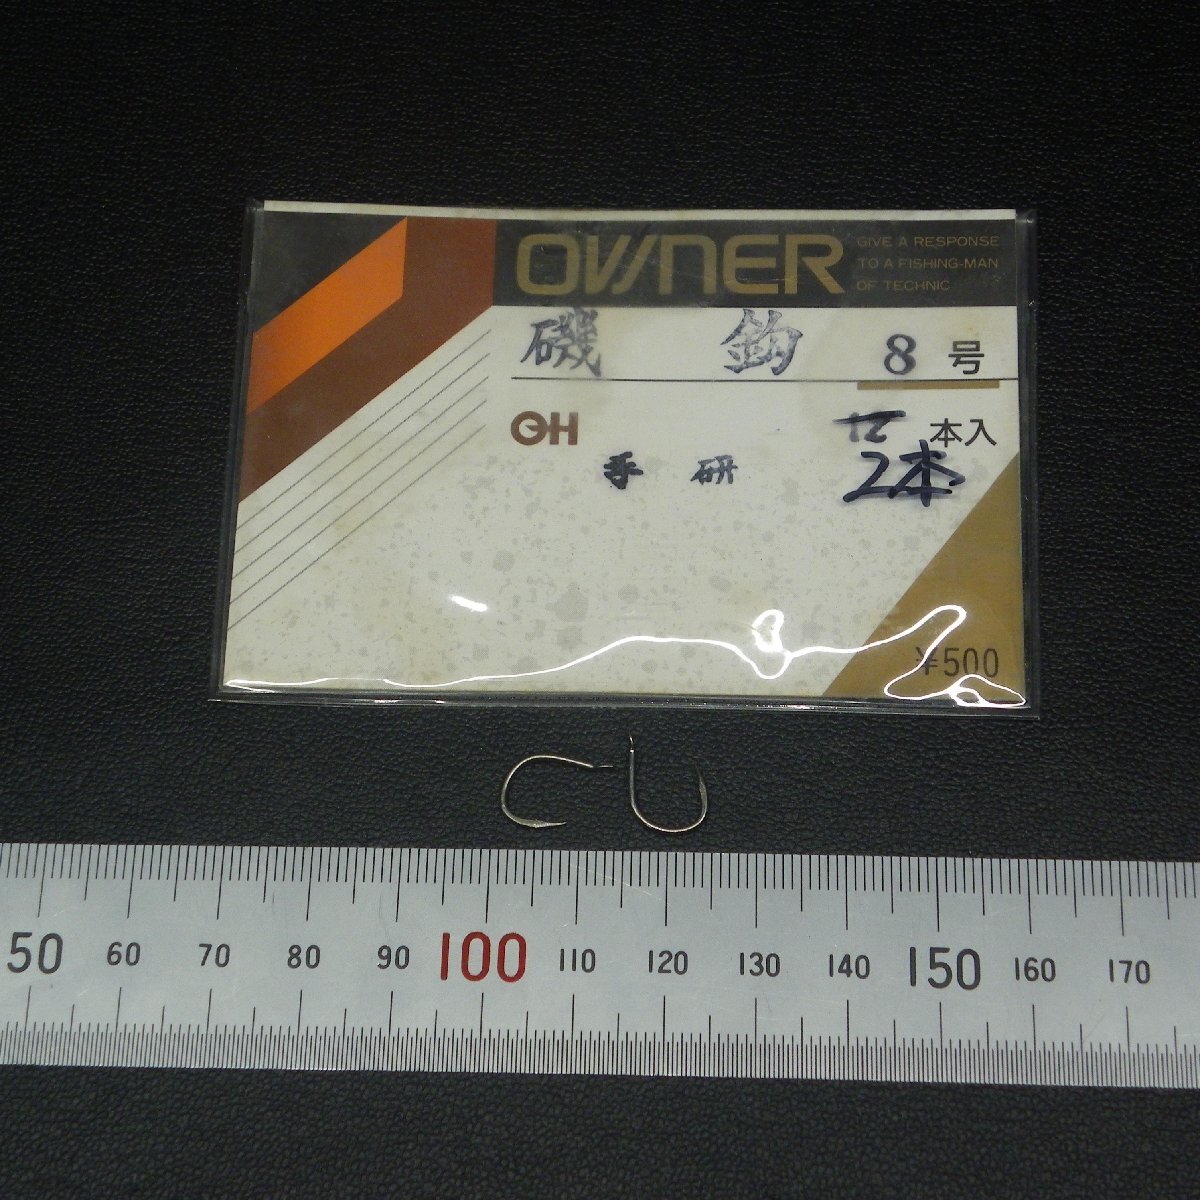 OWNER
GIVE A RESPONSE
TO A FISHING-MAN
OF TECHNIC
磯 鈎 8 号
OH
12 本入
手 研
2本
¥500
50 60 70 80 90 100 110 120 130 140 150 160 170